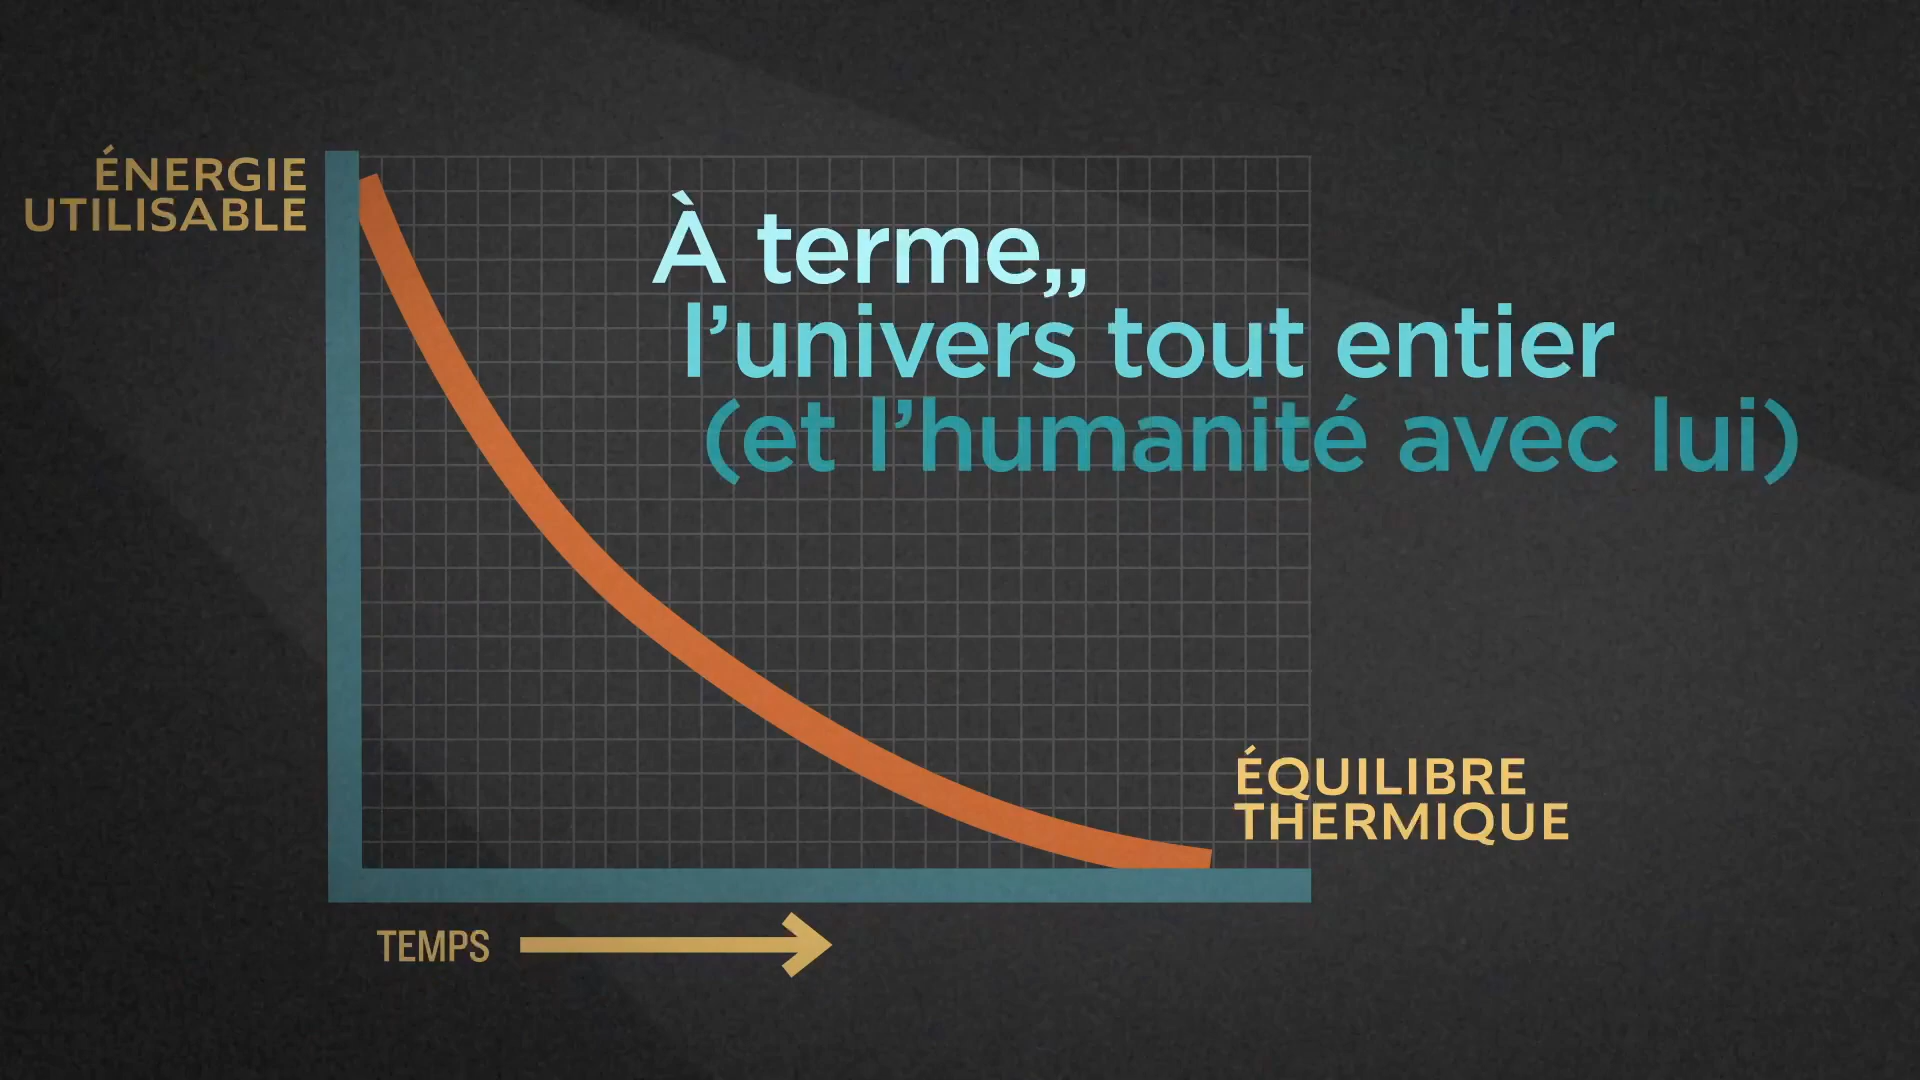 ÉNERGIE
UTILISABLE
À terme,,
l’univers tout entier
(et l’humanité avec lui)
ÉQUILIBRE
THERMIQUE
TEMPS